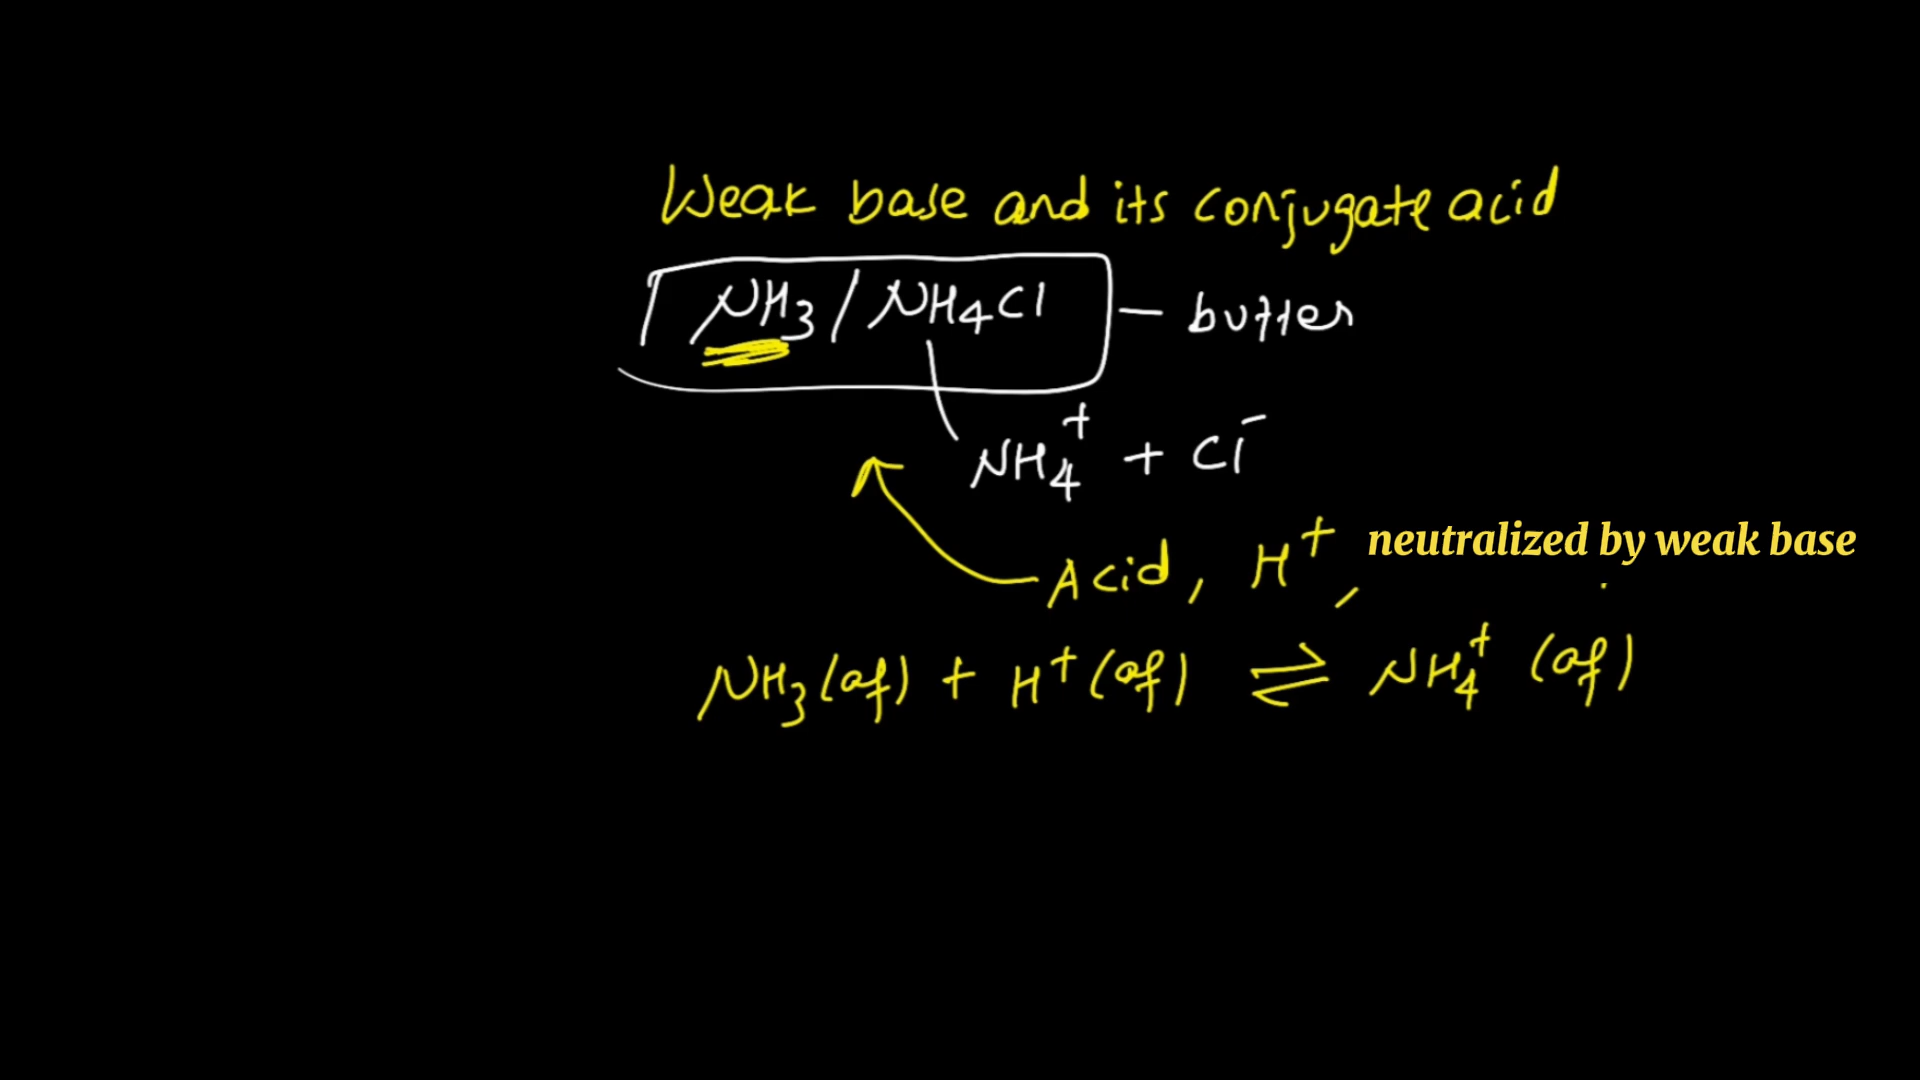 Weak base and its conjugate acid
NH₃ / NH₄Cl — buffer
NH₄⁺ + Cl⁻
Acid, H⁺, neutralized by weak base
NH₃(aq) + H⁺(aq) ⇌ NH₄⁺ (aq)